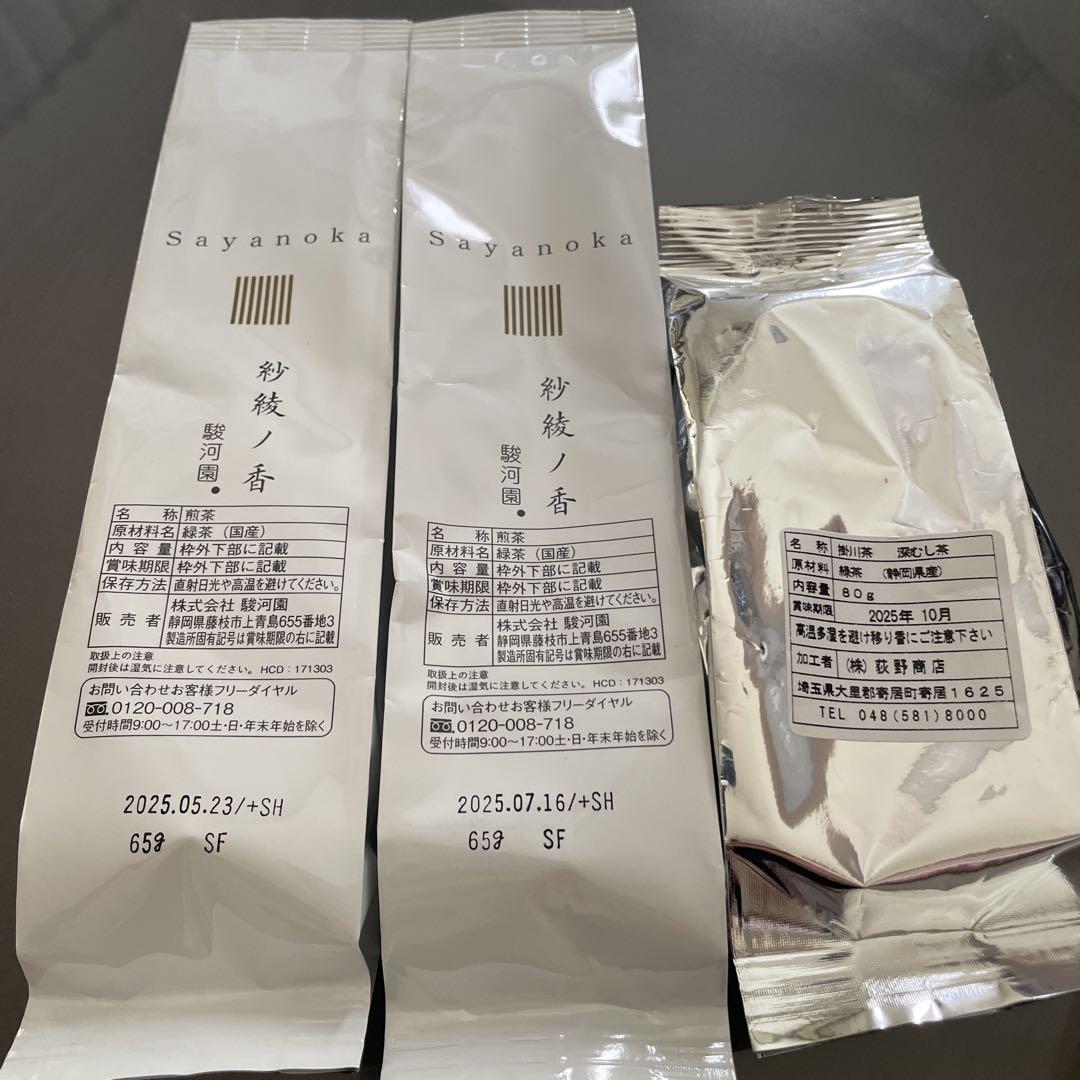 Sayanoka
紗綾ノ香
駿河園
名 称 煎茶
原材料名 緑茶（国産）
内容量 枠外下部に記載
賞味期限 枠外下部に記載
保存方法 直射日光や高温を避けてください。
販売者 株式会社 駿河園
静岡県藤枝市上青島655番地3
製造所固有記号は賞味期限の右に記載
取扱上の注意
開封後は湿気に注意してください。 HCD：171303
お問い合わせお客様フリーダイヤル
0120-008-718
受付時間9:00〜17:00土・日・年末年始を除く
2025.05.23/+SH
65g SF
Sayanoka
紗綾ノ香
駿河園
名 称 煎茶
原材料名 緑茶（国産）
内容量 枠外下部に記載
賞味期限 枠外下部に記載
保存方法 直射日光や高温を避けてください。
販売者 株式会社 駿河園
静岡県藤枝市上青島655番地3
製造所固有記号は賞味期限の右に記載
取扱上の注意
開封後は湿気に注意してください。 HCD：171303
お問い合わせお客様フリーダイヤル
0120-008-718
受付時間9:00〜17:00土・日・年末年始を除く
2025.07.16/+SH
65g SF
名 称 掛川茶 深むし茶
原材料 緑茶 （静岡県産）
内容量 80g
賞味期限 2025年 10月
高温多湿を避け移り香にご注意下さい
加工者 （株）荻野商店
埼玉県大里郡寄居町寄居1625
TEL 048(581)8000